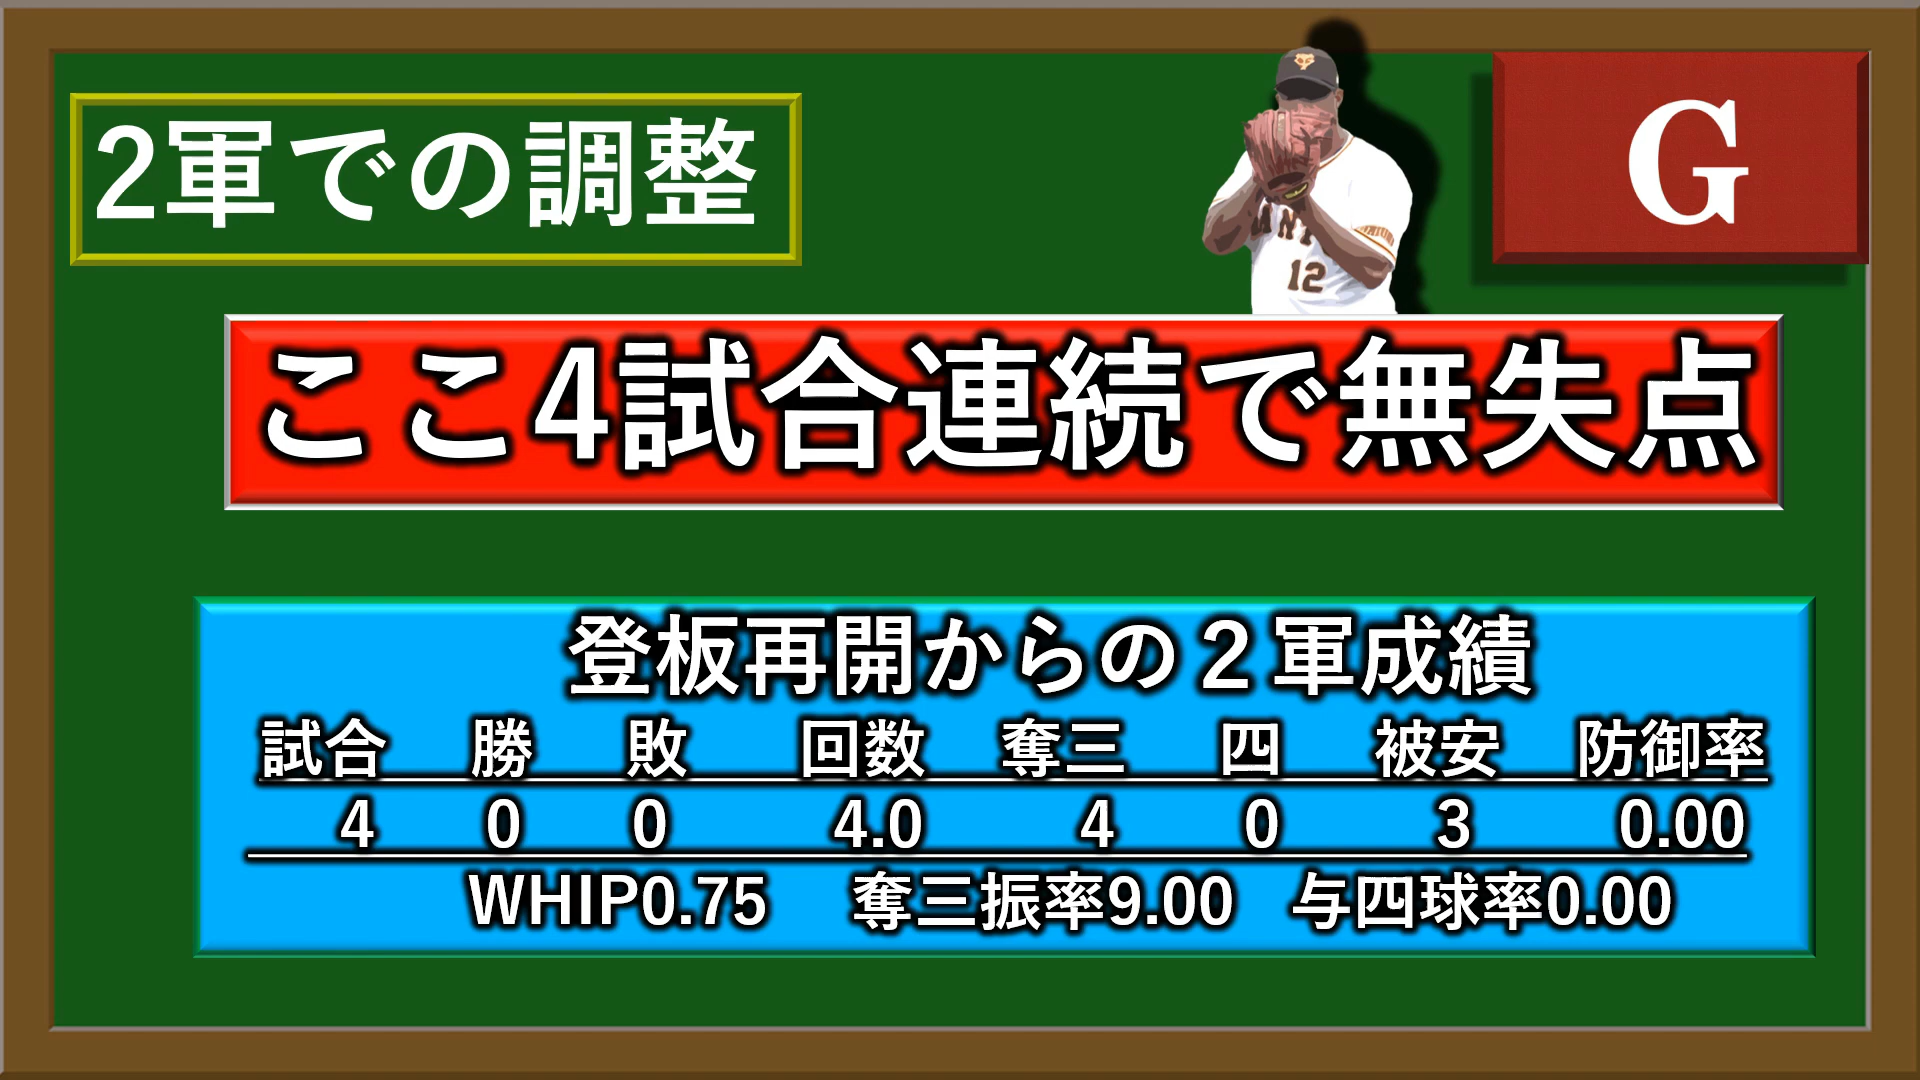 2軍での調整
G
GIANTS
12
ここ4試合連続で無失点
登板再開からの２軍成績
試合 勝 敗 回数 奪三 四 被安 防御率
4 0 0 4.0 4 0 3 0.00
WHIP0.75 奪三振率9.00 与四球率0.00